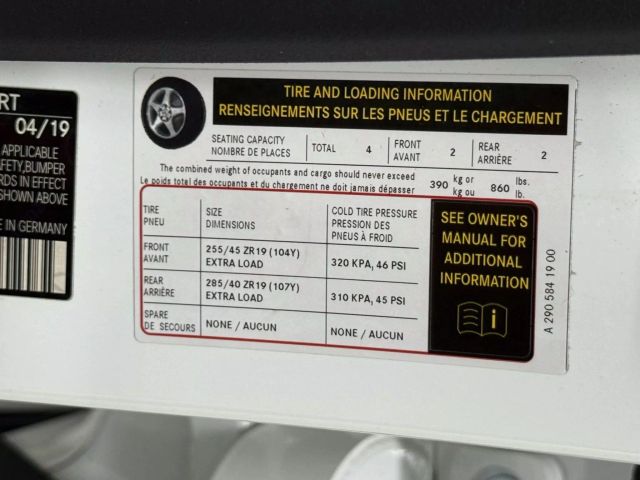 RT
04/19
APPLICABLE
AFETY,BUMPER
RDS IN EFFECT
SHOWN ABOVE
E IN GERMANY
TIRE AND LOADING INFORMATION
RENSEIGNEMENTS SUR LES PNEUS ET LE CHARGEMENT
SEATING CAPACITY
NOMBRE DE PLACES
TOTAL 4
FRONT
AVANT
2
REAR
ARRIÈRE
2
The combined weight of occupants and cargo should never exceed
Le poids total des occupants et du chargement ne doit jamais dépasser
390 kg or
kg ou
860 lbs.
lb.
TIRE
PNEU
SIZE
DIMENSIONS
COLD TIRE PRESSURE
PRESSION DES
PNEUS À FROID
FRONT
AVANT
255/45 ZR19 (104Y)
EXTRA LOAD
320 KPA, 46 PSI
REAR
ARRIÈRE
285/40 ZR19 (107Y)
EXTRA LOAD
310 KPA, 45 PSI
SPARE
DE SECOURS
NONE / AUCUN
NONE / AUCUN
SEE OWNER'S
MANUAL FOR
ADDITIONAL
INFORMATION
i
A 290 584 19 00